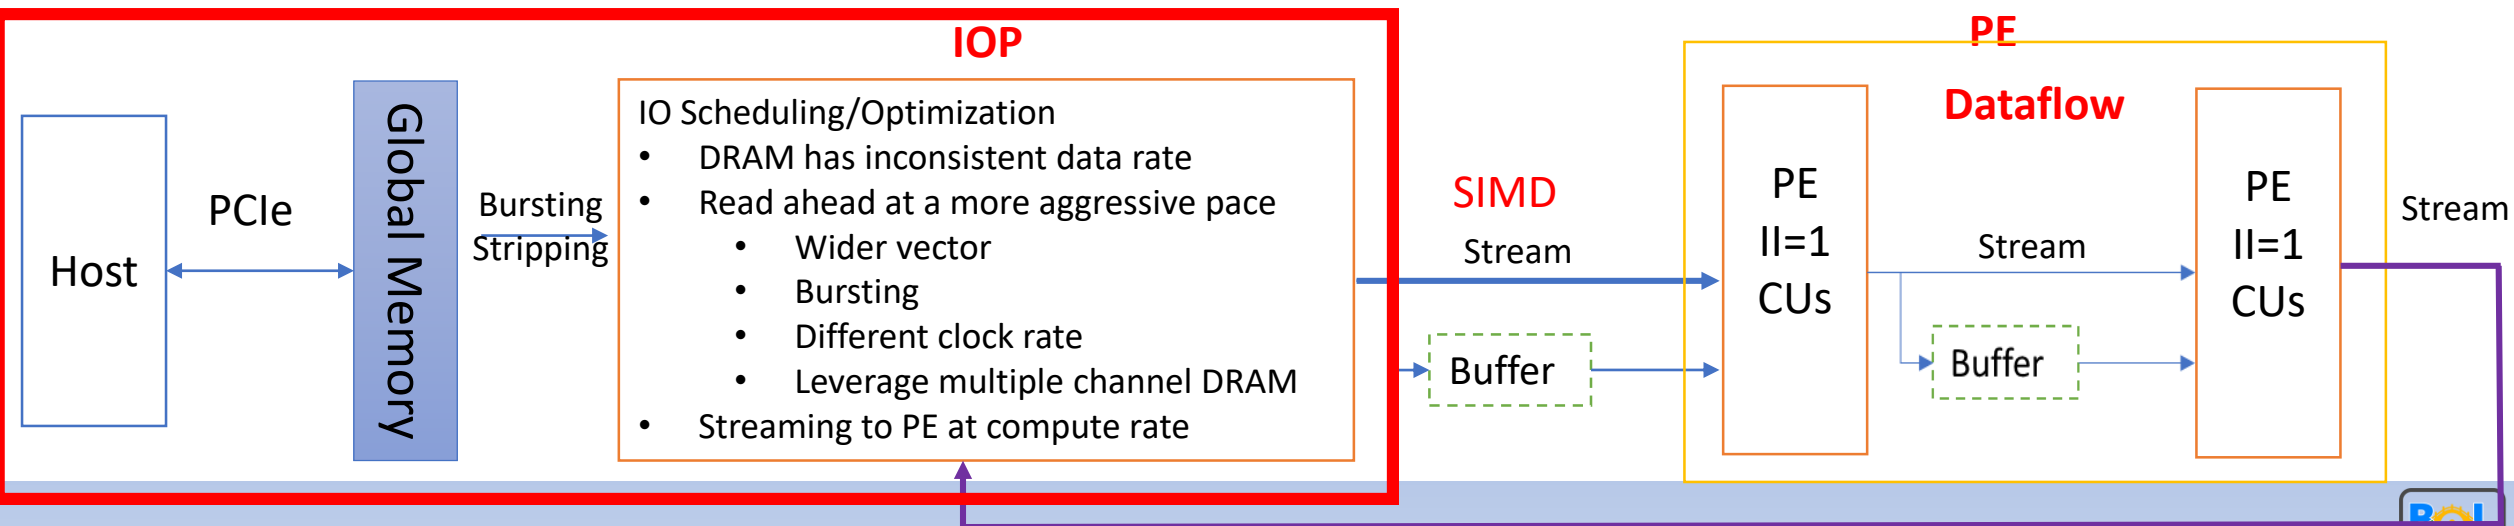 IOP
Host
PCIe
Global Memory
Bursting
Stripping
IO Scheduling/Optimization
• DRAM has inconsistent data rate
• Read ahead at a more aggressive pace
• Wider vector
• Bursting
• Different clock rate
• Leverage multiple channel DRAM
• Streaming to PE at compute rate
SIMD
Stream
Buffer
PE
Dataflow
PE
II=1
CUs
Stream
Buffer
PE
II=1
CUs
Stream